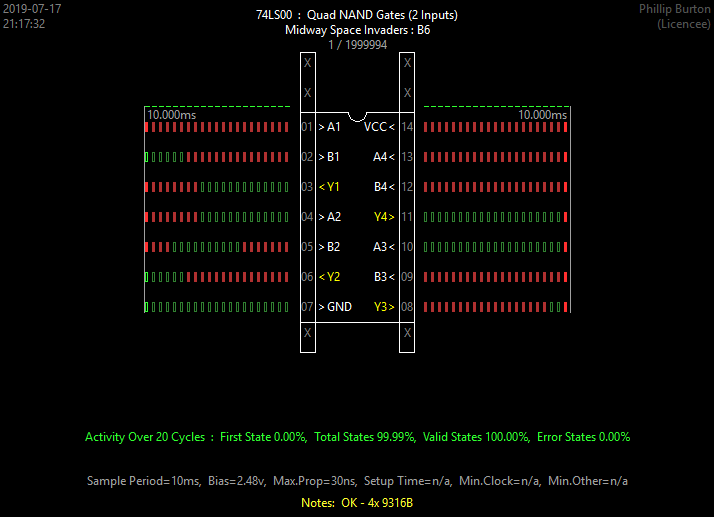 2019-07-17
21:17:32
74LS00 : Quad NAND Gates (2 Inputs)
Midway Space Invaders : B6
1 / 1999994
Phillip Burton
(Licencee)
X X
X X
10.000ms 10.000ms
01 >A1 VCC< 14
02 >B1 A4< 13
03 <Y1 B4< 12
04 >A2 Y4> 11
05 >B2 A3< 10
06 <Y2 B3< 09
07 >GND Y3> 08
X X
Activity Over 20 Cycles : First State 0.00%, Total States 99.99%, Valid States 100.00%, Error States 0.00%
Sample Period=10ms, Bias=2.48v, Max.Prop=30ns, Setup Time=n/a, Min.Clock=n/a, Min.Other=n/a
Notes: OK - 4x 9316B